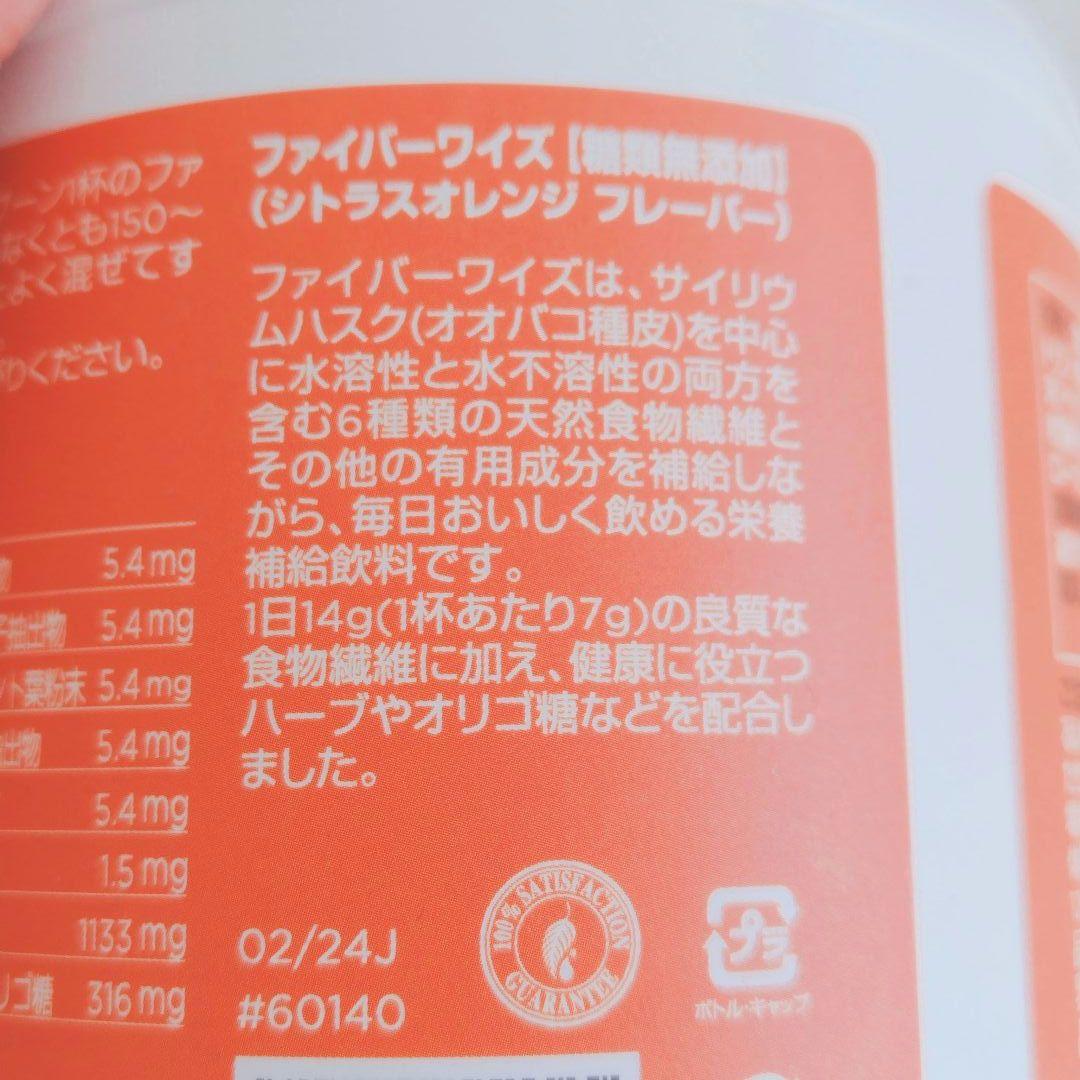 ーン1杯のファ
なくとも150〜
よく混ぜてす
りください。
5.4mg
抽出物 5.4mg
ント葉粉末 5.4mg
出物 5.4mg
5.4mg
1.5mg
1133mg
リゴ糖 316mg
ファイバーワイズ【糖類無添加】
(シトラスオレンジ フレーバー)
ファイバーワイズは、サイリウ
ムハスク(オオバコ種皮)を中心
に水溶性と水不溶性の両方を
含む6種類の天然食物繊維と
その他の有用成分を補給しな
がら、毎日おいしく飲める栄養
補給飲料です。
1日14g(1杯あたり7g)の良質な
食物繊維に加え、健康に役立つ
ハーブやオリゴ糖などを配合し
ました。
02/24J
#60140
100% SATISFACTION
GUARANTEE
プラ
ボトル・キャップ